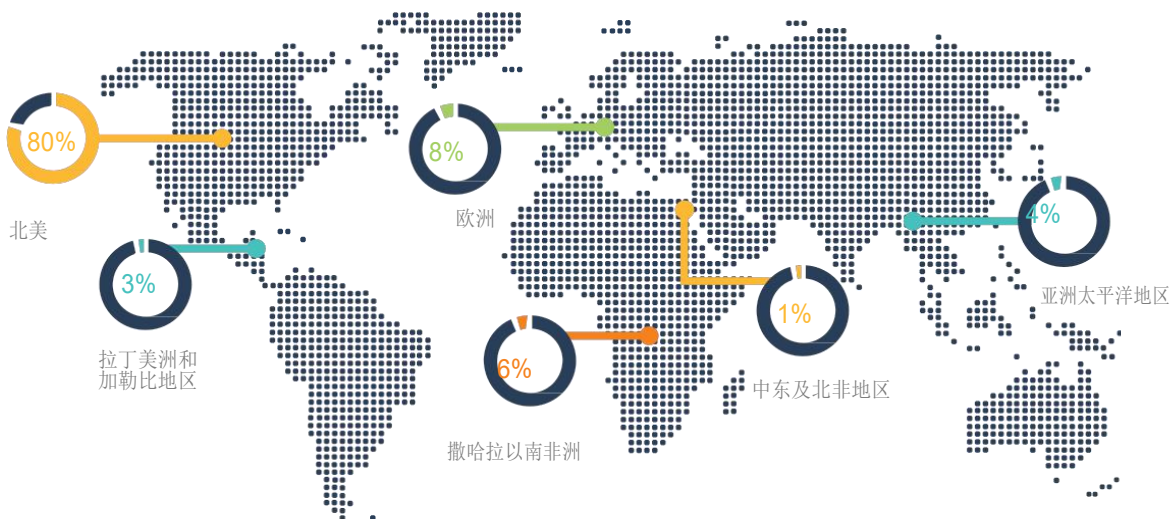 80%
北美
8%
欧洲
4%
亚洲太平洋地区
3%
拉丁美洲和
加勒比地区
1%
中东及北非地区
6%
撒哈拉以南非洲